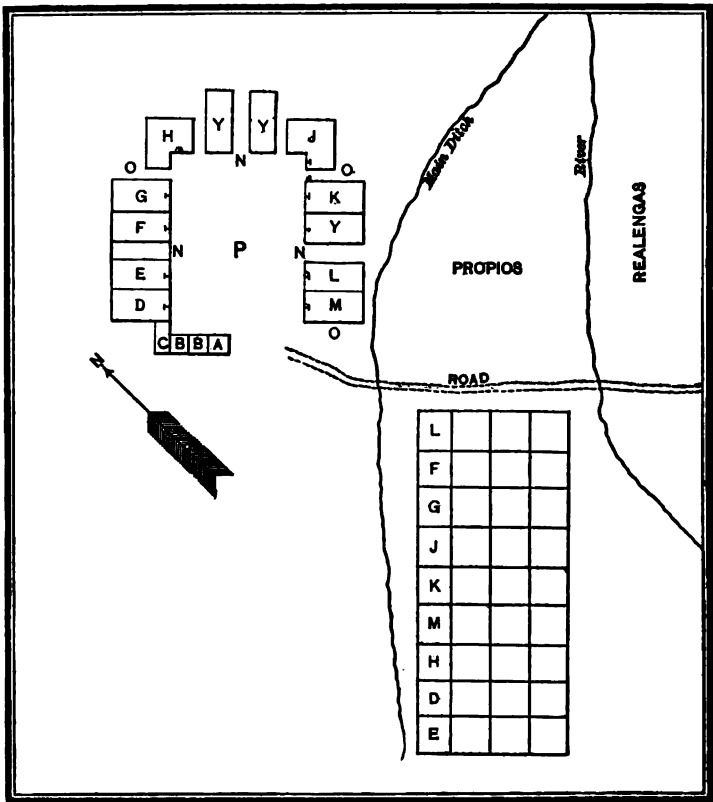 Y Y
H J
N
O O
G K
F Y
N P N
E L
D M
O
C B B A
N
Main Ditch
River
PROPIOS
REALENGAS
ROAD
L
F
G
J
K
M
H
D
E